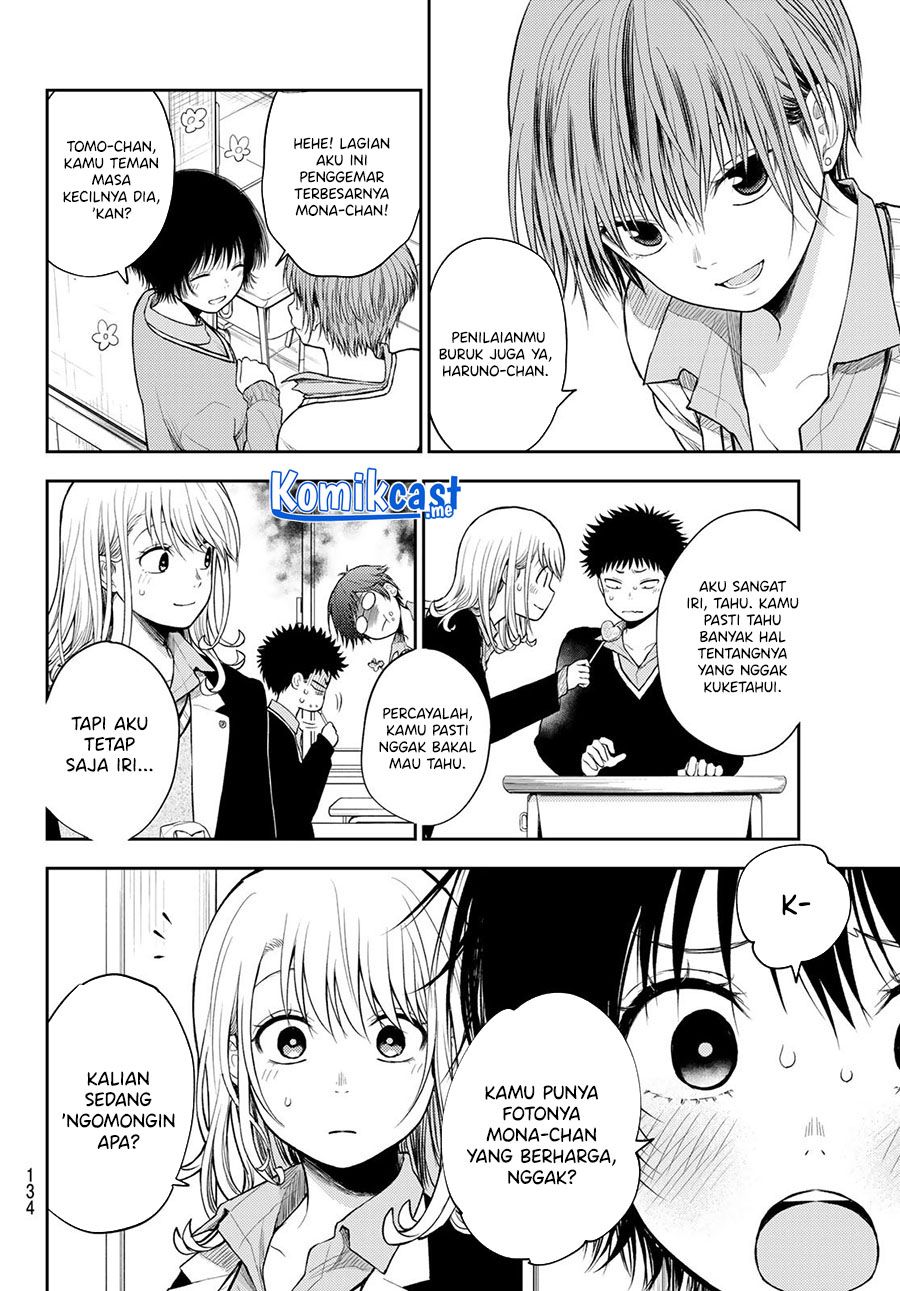 PENILAIANMU
BURUK JUGA YA,
HARUNO-CHAN.
HEHE! LAGIAN
AKU INI
PENGGEMAR
TERBESARNYA
MONA-CHAN!
TOMO-CHAN,
KAMU TEMAN
MASA
KECILNYA DIA,
'KAN?
Komikcast
.me
AKU SANGAT
IRI, TAHU. KAMU
PASTI TAHU
BANYAK HAL
TENTANGNYA
YANG NGGAK
KUKETAHUI.
PERCAYALAH,
KAMU PASTI
NGGAK BAKAL
MAU TAHU.
TAPI AKU
TETAP
SAJA IRI...
K-
KAMU PUNYA
FOTONYA
MONA-CHAN
YANG BERHARGA,
NGGAK?
KALIAN
SEDANG
'NGOMONGIN
APA?
134